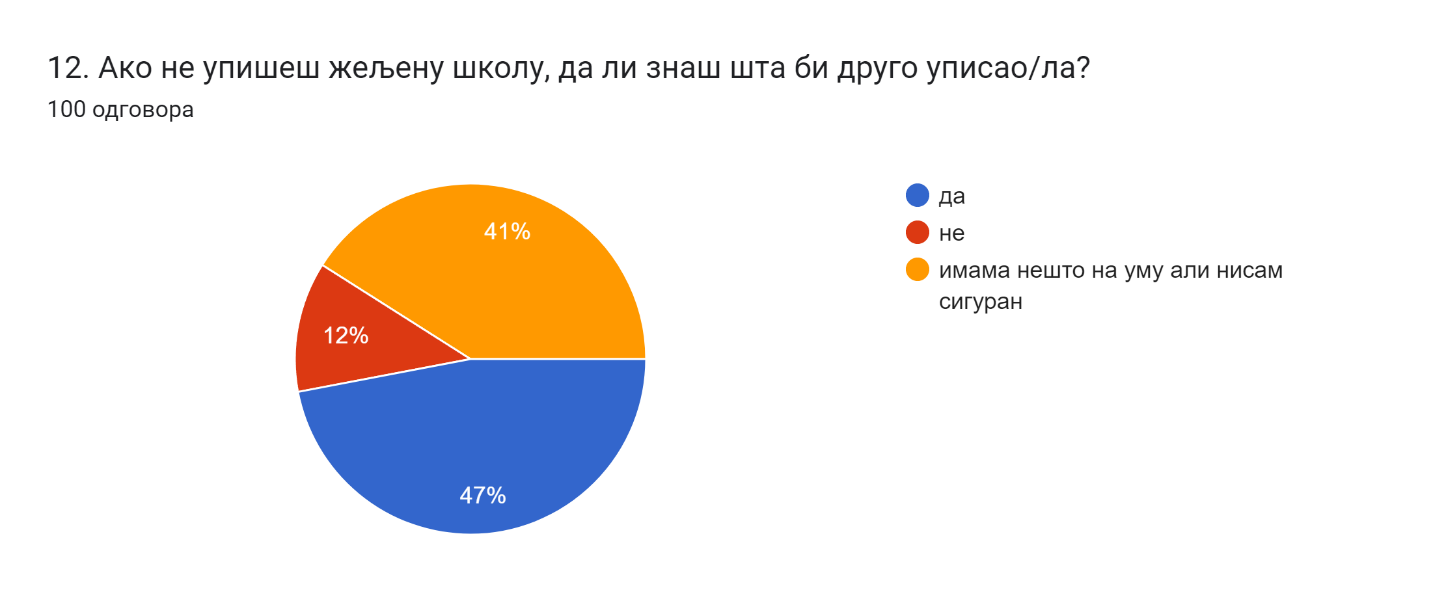 12. Ако не упишеш жељену школу, да ли знаш шта би друго уписао/ла?
100 одговора
41%
12%
47%
да
не
имама нешто на уму али нисам
сигуран